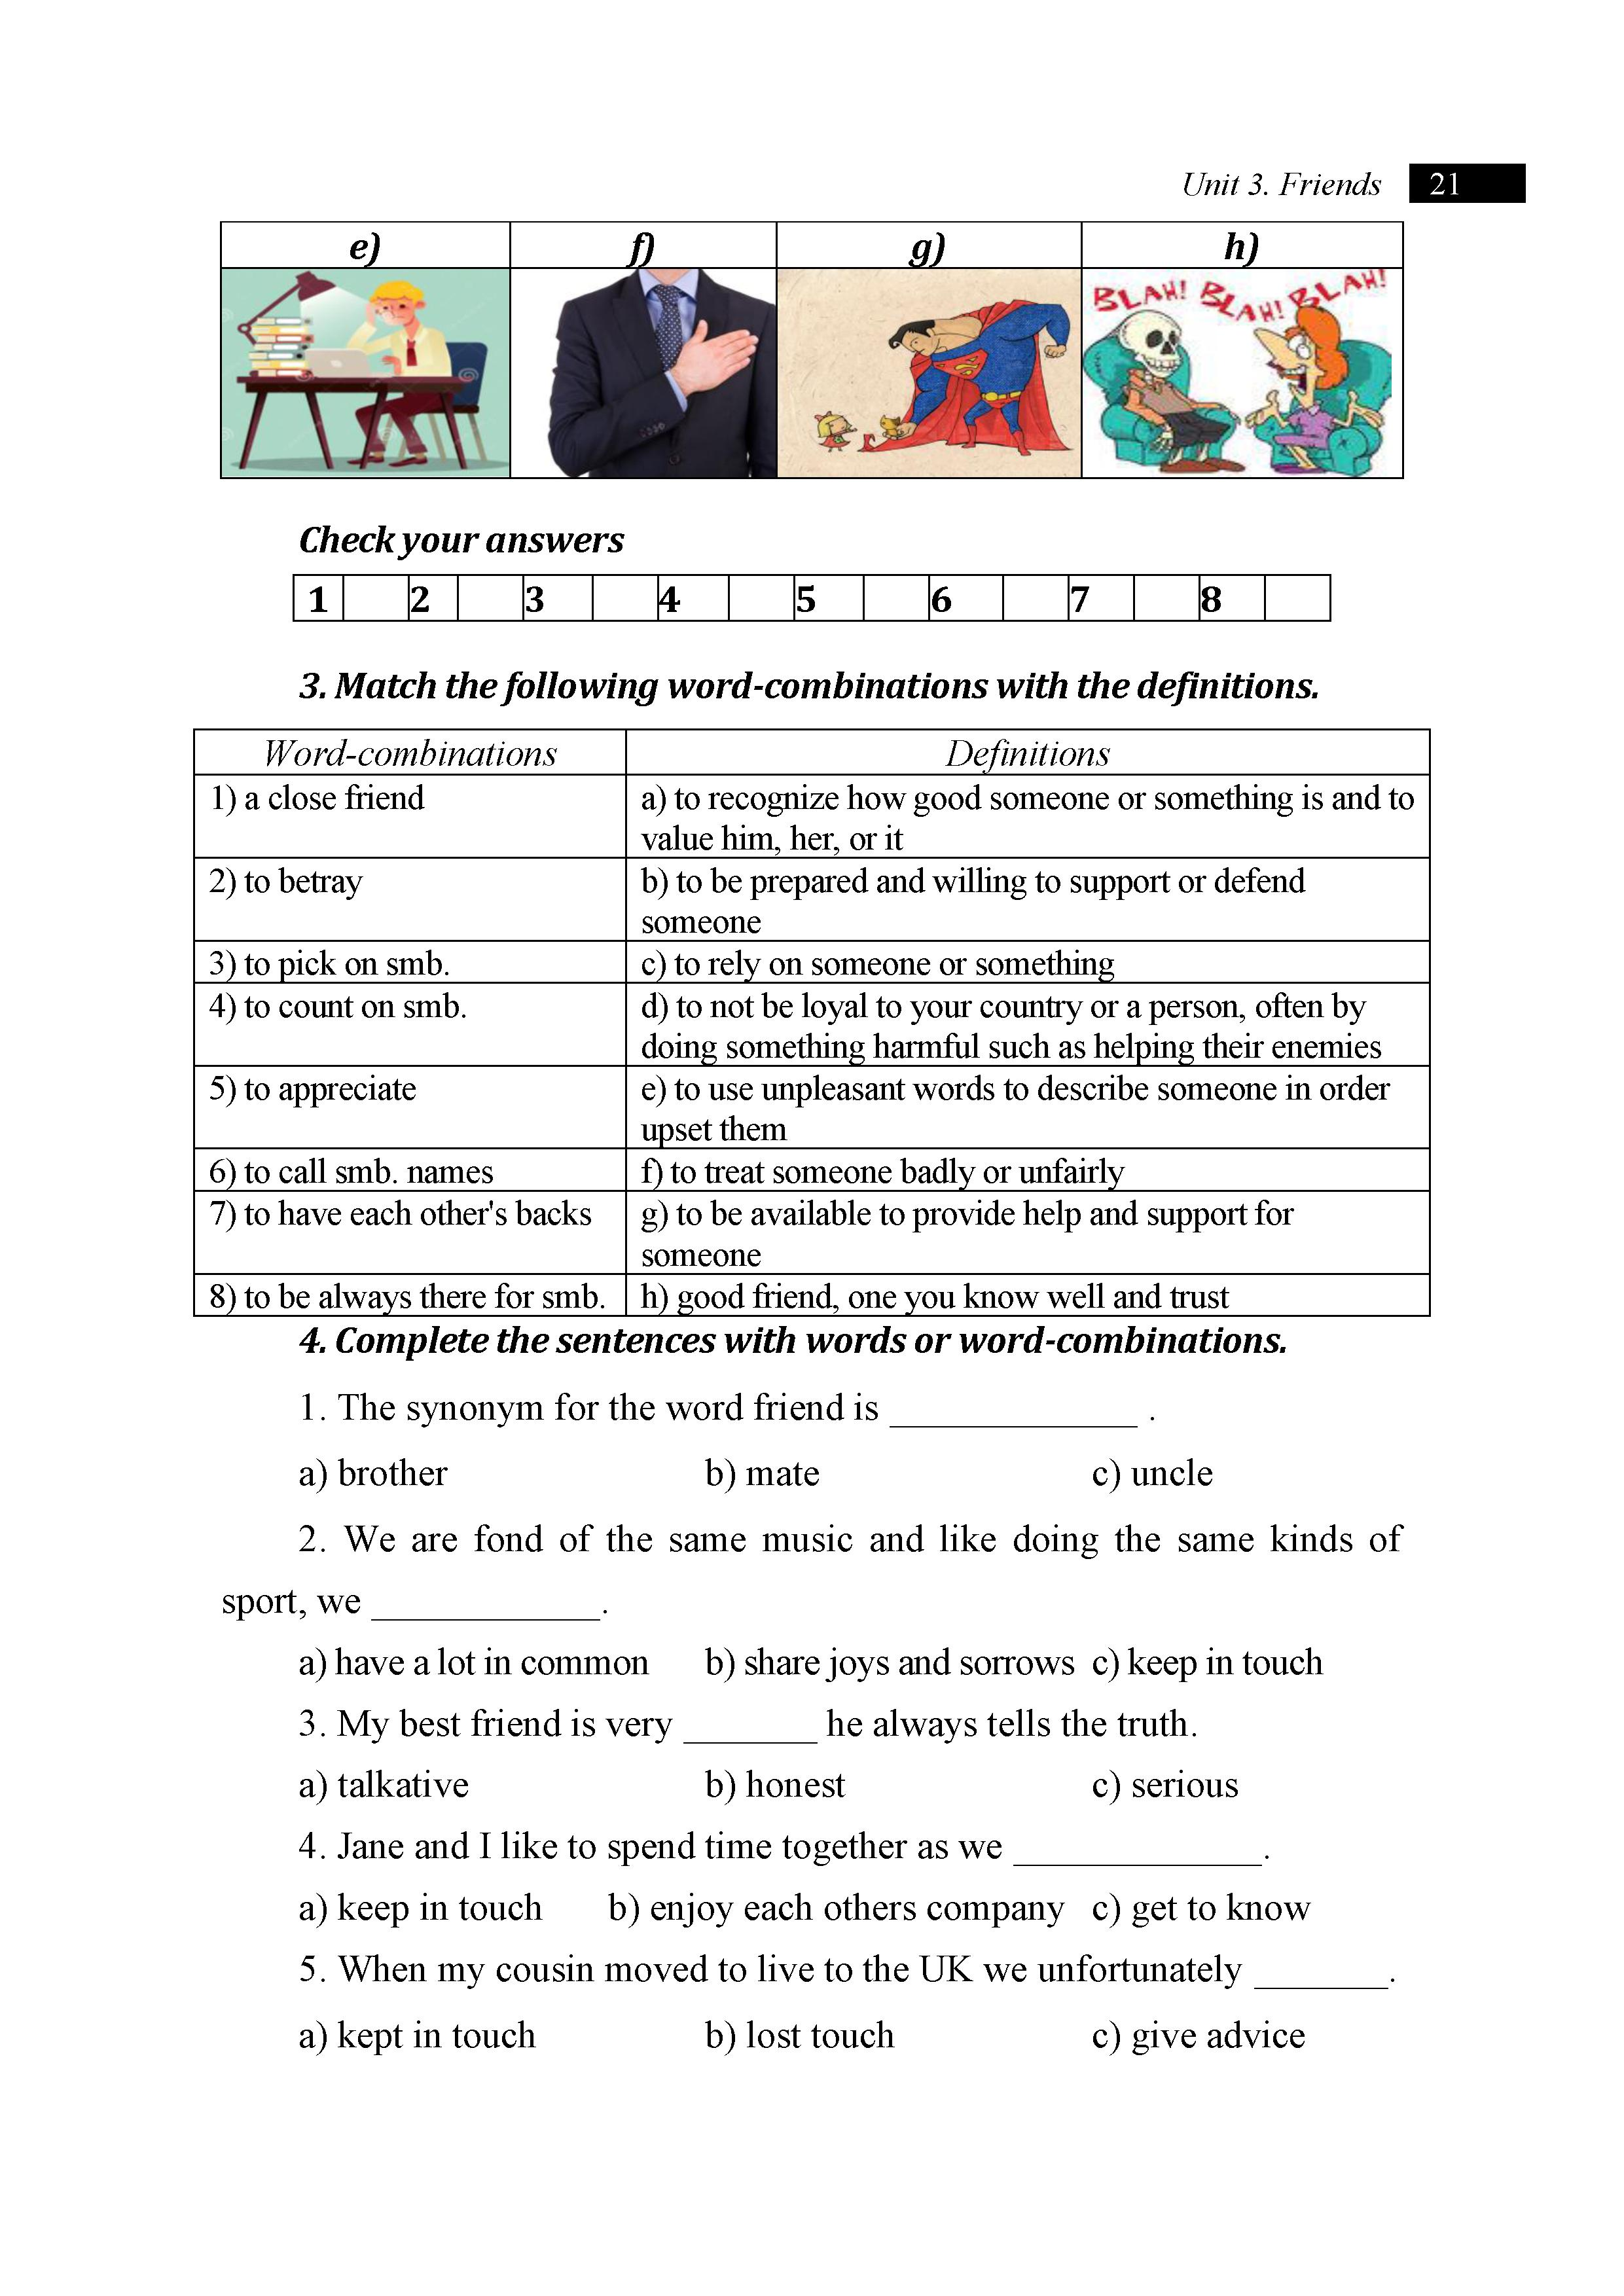 Unit 3. Friends 21
e) f) g) h)
BLAH! BLAH! BLAH!
Check your answers
1 2 3 4 5 6 7 8
3. Match the following word-combinations with the definitions.
Word-combinations Definitions
1) a close friend a) to recognize how good someone or something is and to
value him, her, or it
2) to betray b) to be prepared and willing to support or defend
someone
3) to pick on smb. c) to rely on someone or something
4) to count on smb. d) to not be loyal to your country or a person, often by
doing something harmful such as helping their enemies
5) to appreciate e) to use unpleasant words to describe someone in order
upset them
6) to call smb. names f) to treat someone badly or unfairly
7) to have each other's backs g) to be available to provide help and support for
someone
8) to be always there for smb. h) good friend, one you know well and trust
4. Complete the sentences with words or word-combinations.
1. The synonym for the word friend is _____________ .
a) brother b) mate c) uncle
2. We are fond of the same music and like doing the same kinds of
sport, we ____________.
a) have a lot in common b) share joys and sorrows c) keep in touch
3. My best friend is very _______ he always tells the truth.
a) talkative b) honest c) serious
4. Jane and I like to spend time together as we _____________.
a) keep in touch b) enjoy each others company c) get to know
5. When my cousin moved to live to the UK we unfortunately _______.
a) kept in touch b) lost touch c) give advice